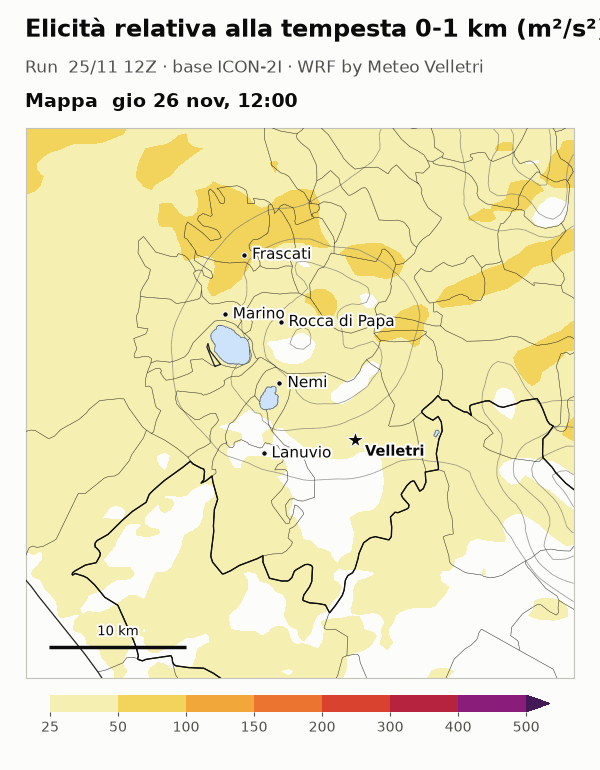 Elicità relativa alla tempesta 0-1 km (m²/s²)
Run 25/11 12Z · base ICON-2I · WRF by Meteo Velletri
Mappa gio 26 nov, 12:00
Frascati
Marino
Rocca di Papa
Nemi
Velletri
Lanuvio
10 km
25 50 100 150 200 300 400 500